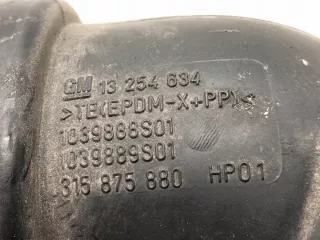 GM 13 254 634
>TE(EPDM-X+PP)<
1039888S01
1039889S01
315 875 880 HP01